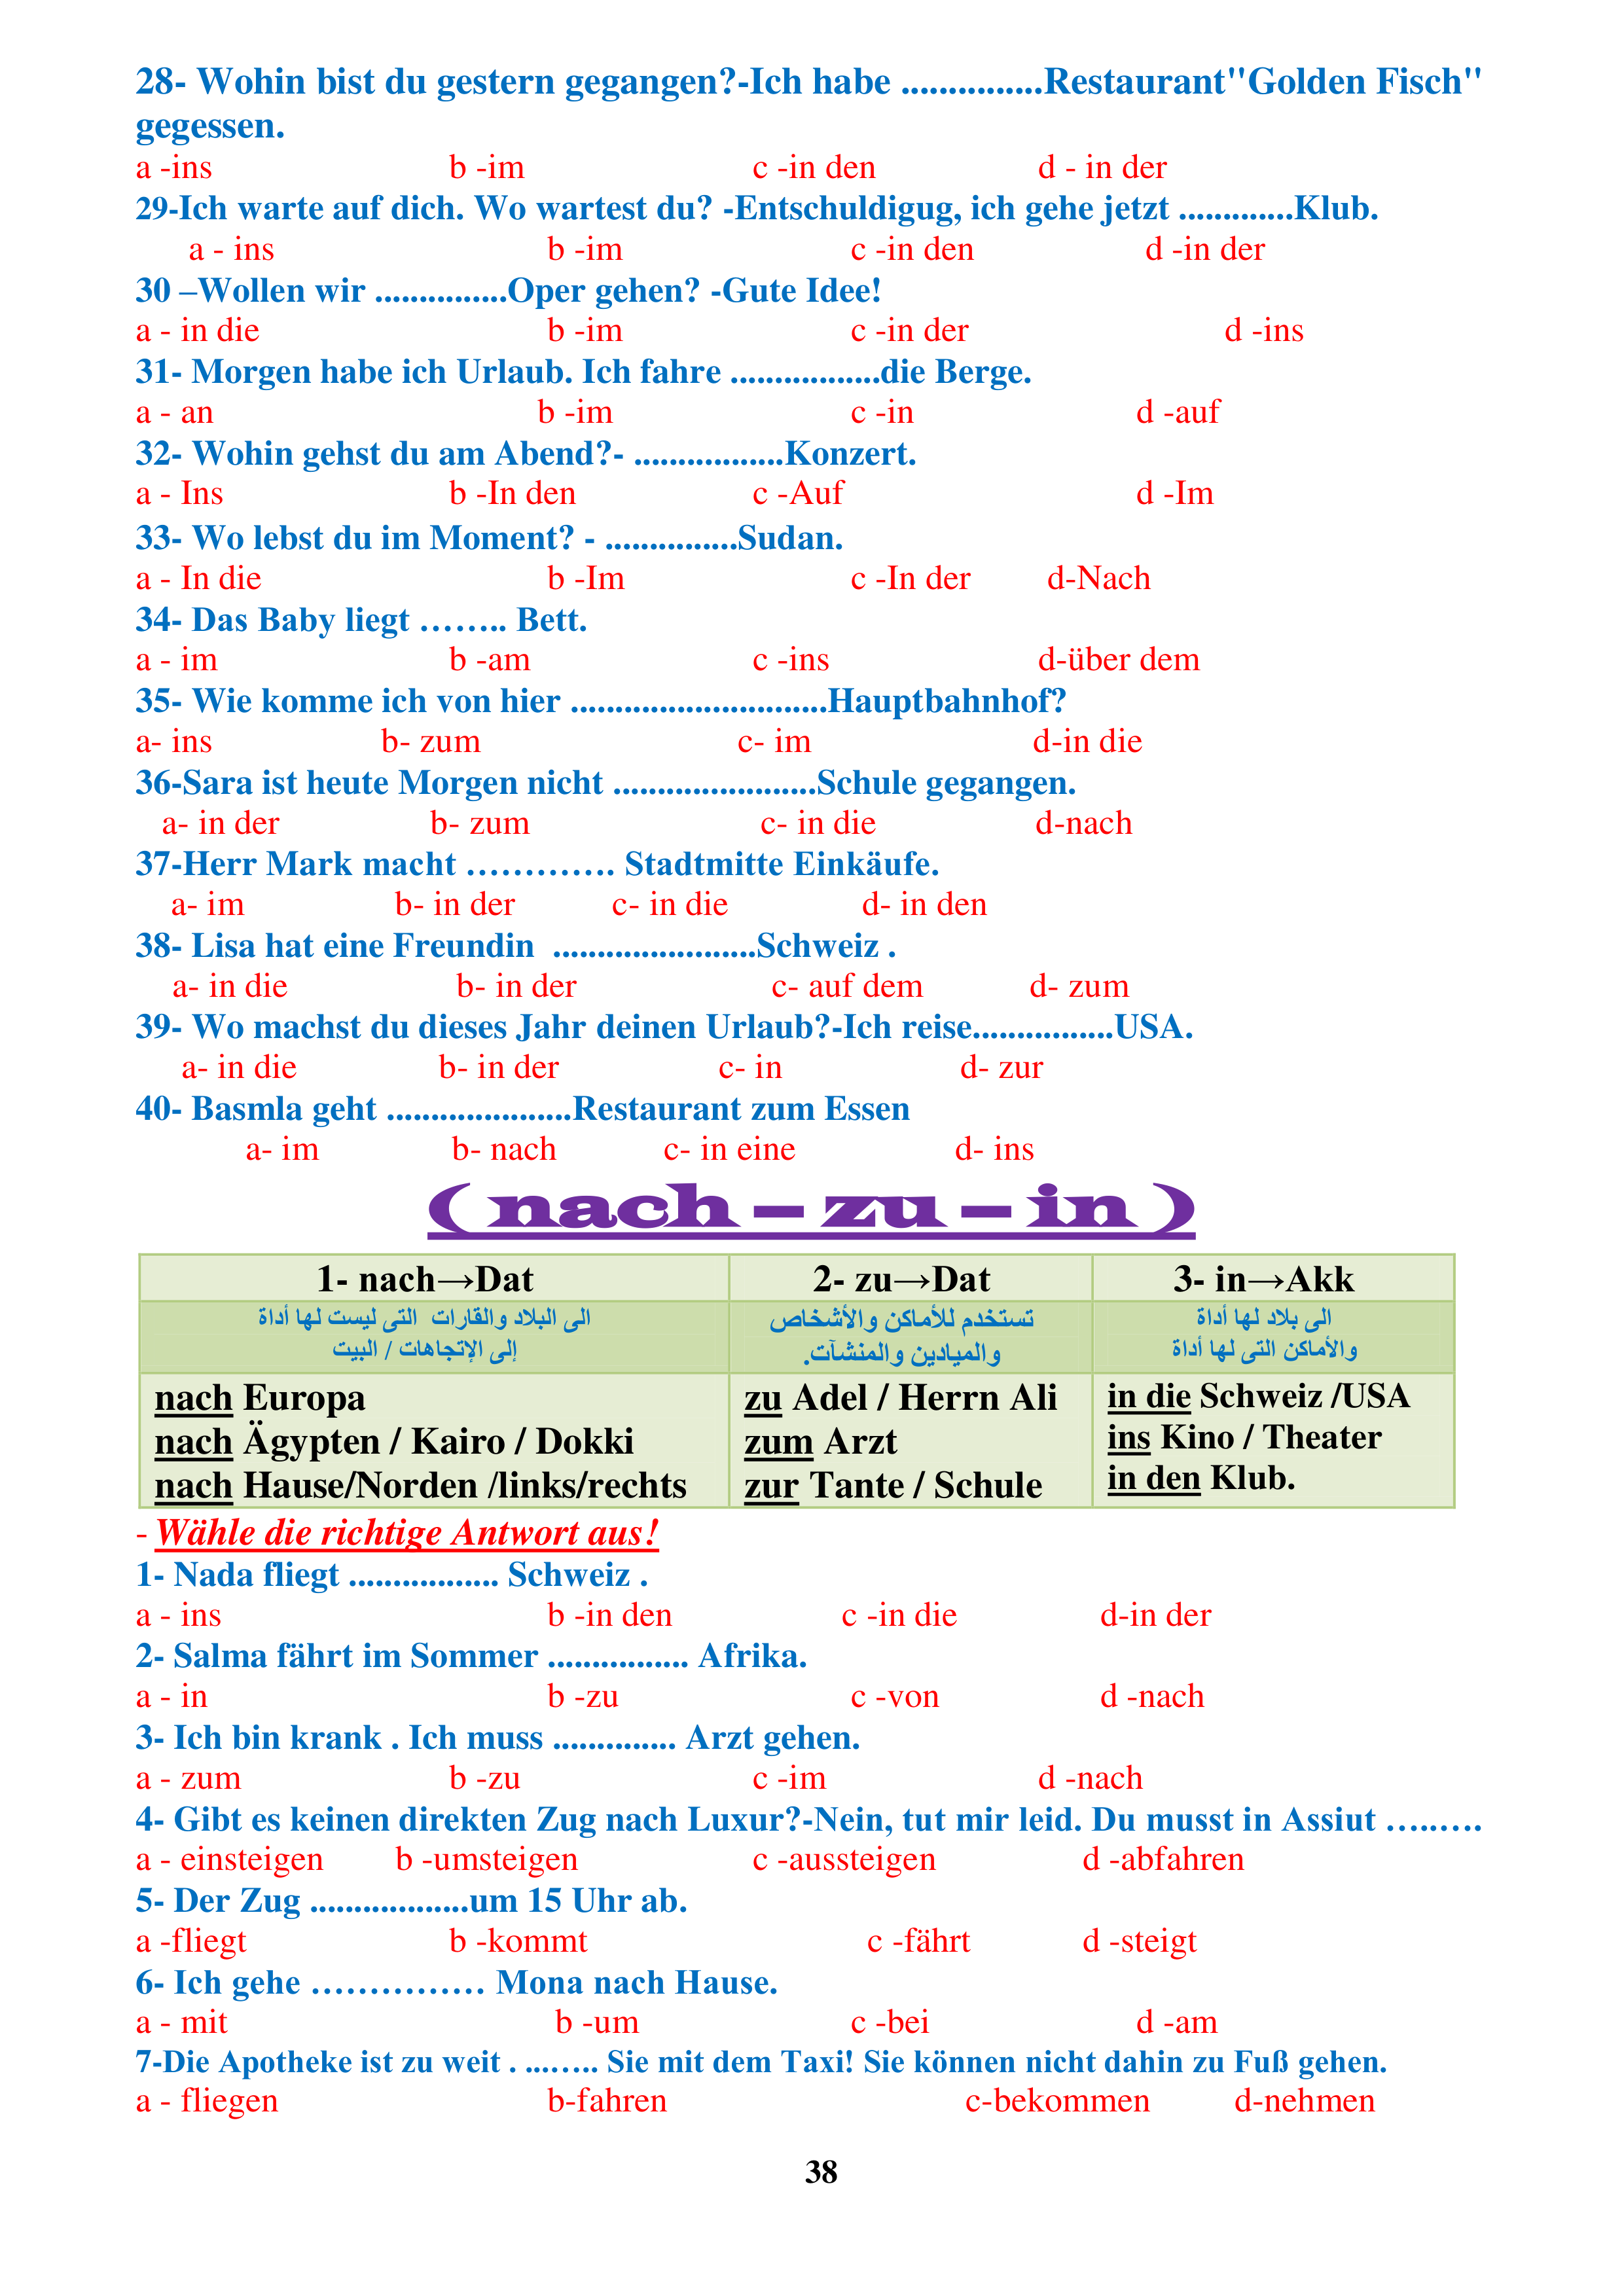 28- Wohin bist du gestern gegangen?-Ich habe ...............Restaurant"Golden Fisch"
gegessen.
a -ins b -im c -in den d - in der
29-Ich warte auf dich. Wo wartest du? -Entschuldigug, ich gehe jetzt .............Klub.
a - ins b -im c -in den d -in der
30 –Wollen wir ...............Oper gehen? -Gute Idee!
a - in die b -im c -in der d -ins
31- Morgen habe ich Urlaub. Ich fahre .................die Berge.
a - an b -im c -in d -auf
32- Wohin gehst du am Abend?- .................Konzert.
a - Ins b -In den c -Auf d -Im
33- Wo lebst du im Moment? - ...............Sudan.
a - In die b -Im c -In der d-Nach
34- Das Baby liegt …….. Bett.
a - im b -am c -ins d-über dem
35- Wie komme ich von hier .............................Hauptbahnhof?
a- ins b- zum c- im d-in die
36-Sara ist heute Morgen nicht .......................Schule gegangen.
a- in der b- zum c- in die d-nach
37-Herr Mark macht …………. Stadtmitte Einkäufe.
a- im b- in der c- in die d- in den
38- Lisa hat eine Freundin .......................Schweiz .
a- in die b- in der c- auf dem d- zum
39- Wo machst du dieses Jahr deinen Urlaub?-Ich reise................USA.
a- in die b- in der c- in d- zur
40- Basmla geht .....................Restaurant zum Essen
a- im b- nach c- in eine d- ins
( nach – zu – in )
1- nach→Dat 2- zu→Dat 3- in→Akk
الى البلاد والقارات التى ليست لها أداة
إلى الإتجاهات / البيت
تستخدم للأماكن والأشخاص
والميادين والمنشآت.
الى بلاد لها أداة
والأماكن التى لها أداة
nach Europa
nach Ägypten / Kairo / Dokki
nach Hause/Norden /links/rechts
zu Adel / Herrn Ali
zum Arzt
zur Tante / Schule
in die Schweiz /USA
ins Kino / Theater
in den Klub.
- Wähle die richtige Antwort aus!
1- Nada fliegt ................. Schweiz .
a - ins b -in den c -in die d-in der
2- Salma fährt im Sommer ................ Afrika.
a - in b -zu c -von d -nach
3- Ich bin krank . Ich muss .............. Arzt gehen.
a - zum b -zu c -im d -nach
4- Gibt es keinen direkten Zug nach Luxur?-Nein, tut mir leid. Du musst in Assiut …..….
a - einsteigen b -umsteigen c -aussteigen d -abfahren
5- Der Zug ..................um 15 Uhr ab.
a -fliegt b -kommt c -fährt d -steigt
6- Ich gehe …………… Mona nach Hause.
a - mit b -um c -bei d -am
7-Die Apotheke ist zu weit . ...….. Sie mit dem Taxi! Sie können nicht dahin zu Fuß gehen.
a - fliegen b-fahren c-bekommen d-nehmen
38